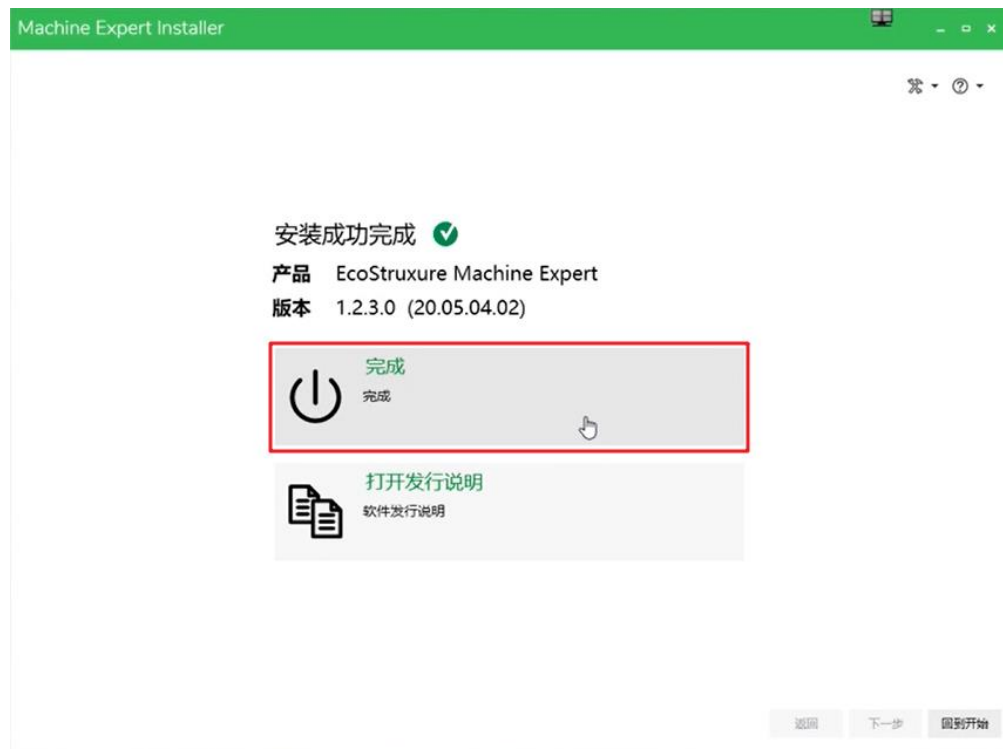 Machine Expert Installer
安装成功完成
产品 EcoStruxure Machine Expert
版本 1.2.3.0 (20.05.04.02)
完成
完成
打开发行说明
软件发行说明
返回 下一步 回到开始